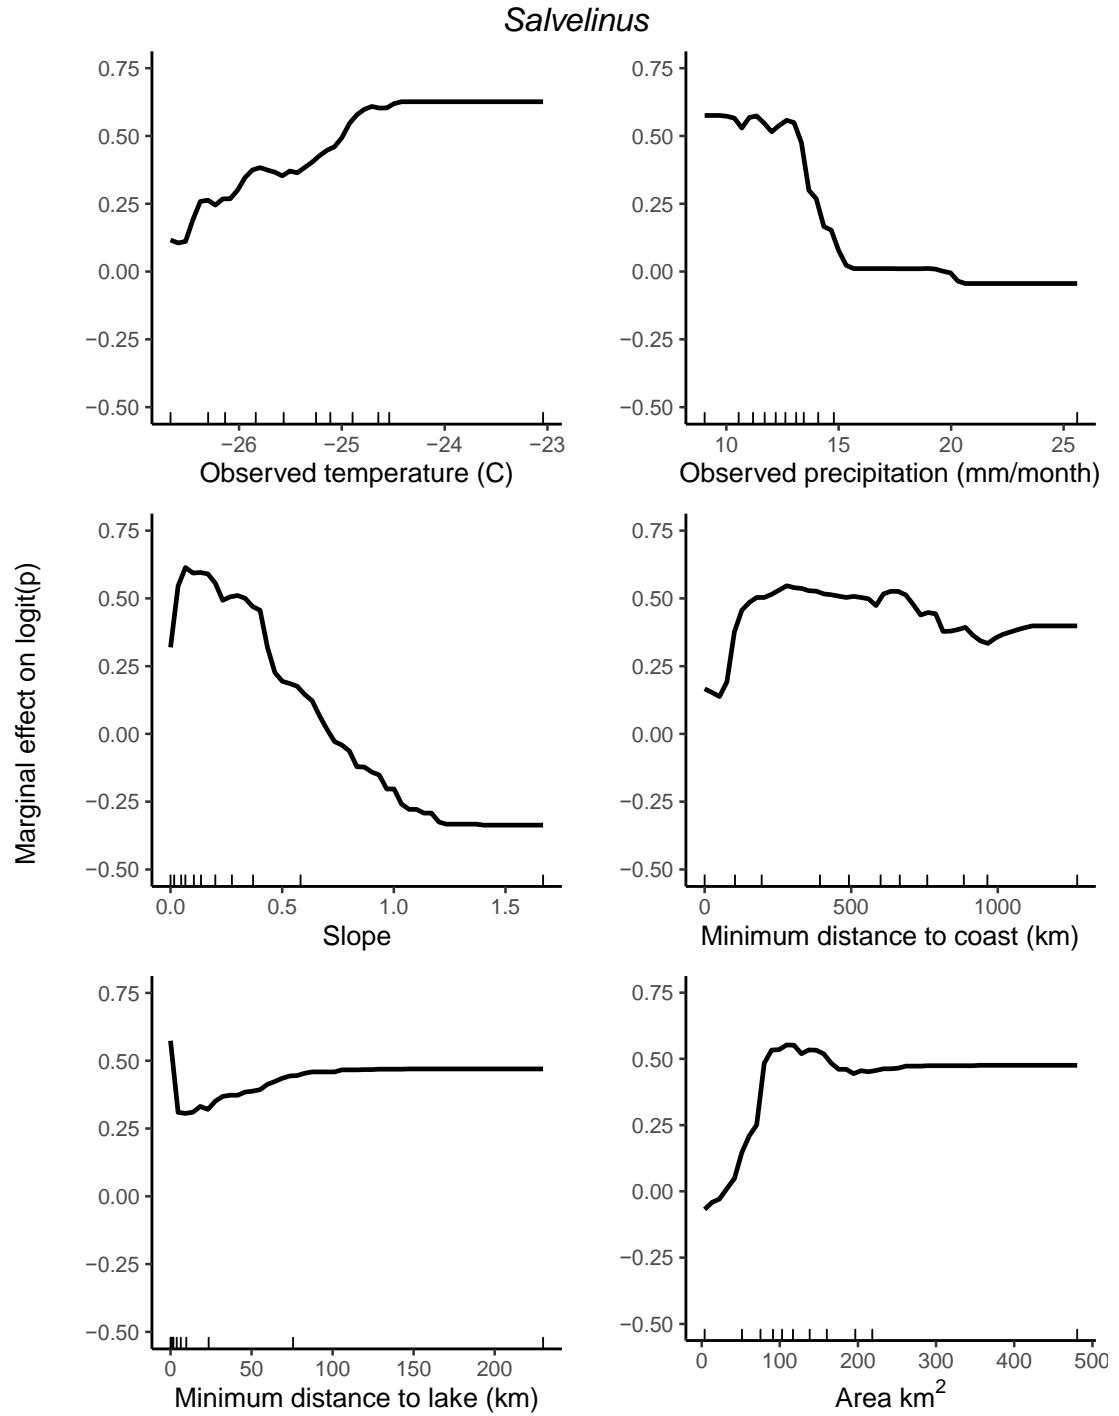 Salvelinus
Marginal effect on logit(p)
0.75
0.50
0.25
0.00
−0.25
−0.50
−26 −25 −24 −23
Observed temperature (C)
0.75
0.50
0.25
0.00
−0.25
−0.50
10 15 20 25
Observed precipitation (mm/month)
0.75
0.50
0.25
0.00
−0.25
−0.50
0.0 0.5 1.0 1.5
Slope
0.75
0.50
0.25
0.00
−0.25
−0.50
0 500 1000
Minimum distance to coast (km)
0.75
0.50
0.25
0.00
−0.25
−0.50
0 50 100 150 200
Minimum distance to lake (km)
0.75
0.50
0.25
0.00
−0.25
−0.50
0 100 200 300 400 500
Area km²